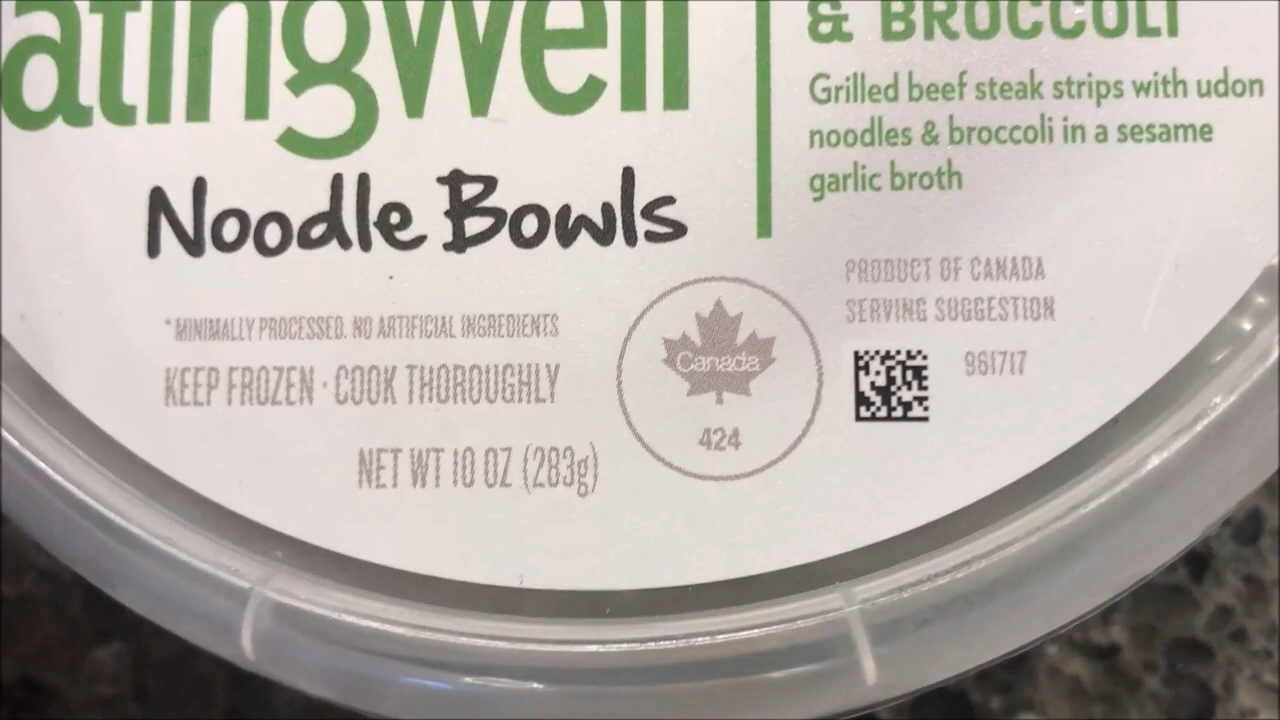 atingwell
Noodle Bowls
*MINIMALLY PROCESSED. NO ARTIFICIAL INGREDIENTS
KEEP FROZEN · COOK THOROUGHLY
NET WT 10 OZ (283g)
Canada
424
& BROCCOLI
Grilled beef steak strips with udon
noodles & broccoli in a sesame
garlic broth
PRODUCT OF CANADA
SERVING SUGGESTION
961717